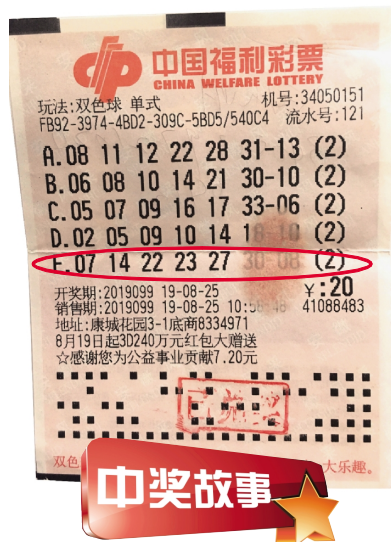 中国福利彩票
CHINA WELFARE LOTTERY
玩法:双色球 单式 机号:34050151
FB92-3974-4BD2-309C-5BD5/540C4 流水号:121
A.08 11 12 22 28 31-13 (2)
B.06 08 10 14 21 30-10 (2)
C.05 07 09 16 17 33-06 (2)
D.02 05 09 10 14 18-10 (2)
E.07 14 22 23 27 30-08 (2)
¥:20
开奖期:2019099 19-08-25
销售期:2019099 19-08-25 10:56:48 41088483
地址:康城花园3-1底商8334971
8月19日起3D240万元红包大赠送
☆感谢您为公益事业贡献7.20元
已兑奖
双色
大乐趣。
中奖故事